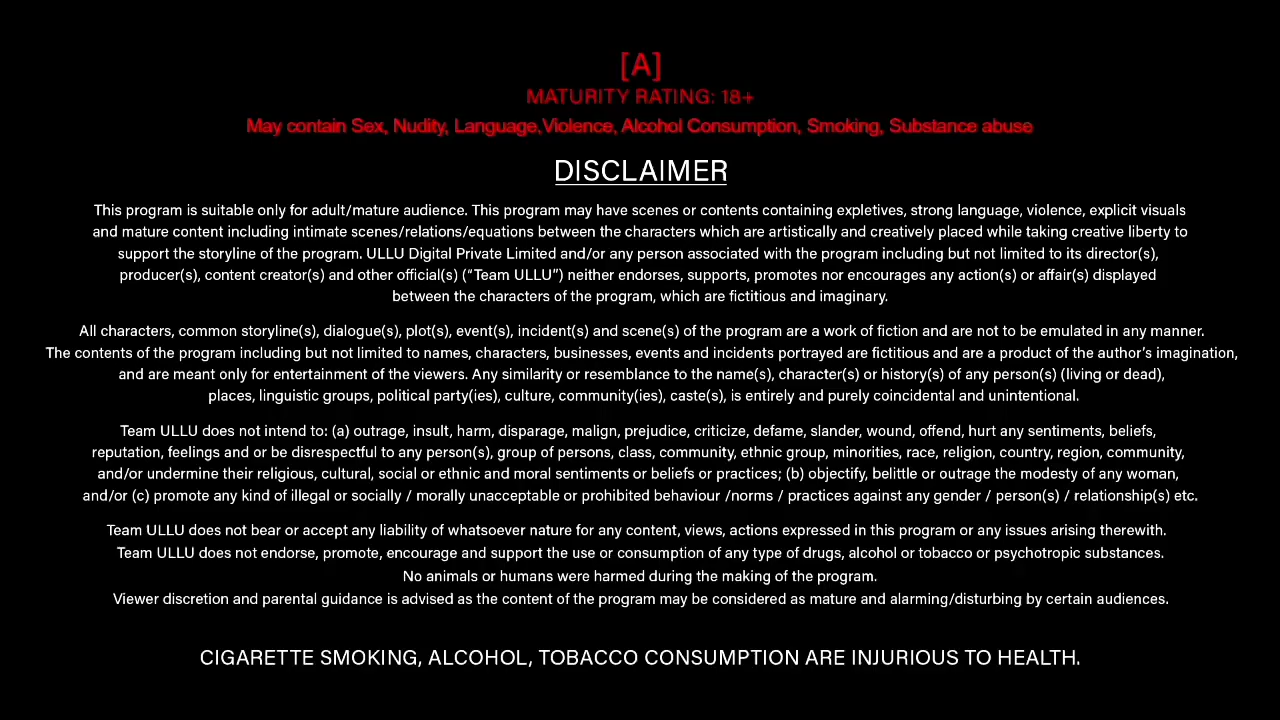 [A]
MATURITY RATING: 18+
May contain Sex, Nudity, Language,Violence, Alcohol Consumption, Smoking, Substance abuse
DISCLAIMER
This program is suitable only for adult/mature audience. This program may have scenes or contents containing expletives, strong language, violence, explicit visuals
and mature content including intimate scenes/relations/equations between the characters which are artistically and creatively placed while taking creative liberty to
support the storyline of the program. ULLU Digital Private Limited and/or any person associated with the program including but not limited to its director(s),
producer(s), content creator(s) and other official(s) (“Team ULLU”) neither endorses, supports, promotes nor encourages any action(s) or affair(s) displayed
between the characters of the program, which are fictitious and imaginary.
All characters, common storyline(s), dialogue(s), plot(s), event(s), incident(s) and scene(s) of the program are a work of fiction and are not to be emulated in any manner.
The contents of the program including but not limited to names, characters, businesses, events and incidents portrayed are fictitious and are a product of the author’s imagination,
and are meant only for entertainment of the viewers. Any similarity or resemblance to the name(s), character(s) or history(s) of any person(s) (living or dead),
places, linguistic groups, political party(ies), culture, community(ies), caste(s), is entirely and purely coincidental and unintentional.
Team ULLU does not intend to: (a) outrage, insult, harm, disparage, malign, prejudice, criticize, defame, slander, wound, offend, hurt any sentiments, beliefs,
reputation, feelings and or be disrespectful to any person(s), group of persons, class, community, ethnic group, minorities, race, religion, country, region, community,
and/or undermine their religious, cultural, social or ethnic and moral sentiments or beliefs or practices; (b) objectify, belittle or outrage the modesty of any woman,
and/or (c) promote any kind of illegal or socially / morally unacceptable or prohibited behaviour /norms / practices against any gender / person(s) / relationship(s) etc.
Team ULLU does not bear or accept any liability of whatsoever nature for any content, views, actions expressed in this program or any issues arising therewith.
Team ULLU does not endorse, promote, encourage and support the use or consumption of any type of drugs, alcohol or tobacco or psychotropic substances.
No animals or humans were harmed during the making of the program.
Viewer discretion and parental guidance is advised as the content of the program may be considered as mature and alarming/disturbing by certain audiences.
CIGARETTE SMOKING, ALCOHOL, TOBACCO CONSUMPTION ARE INJURIOUS TO HEALTH.